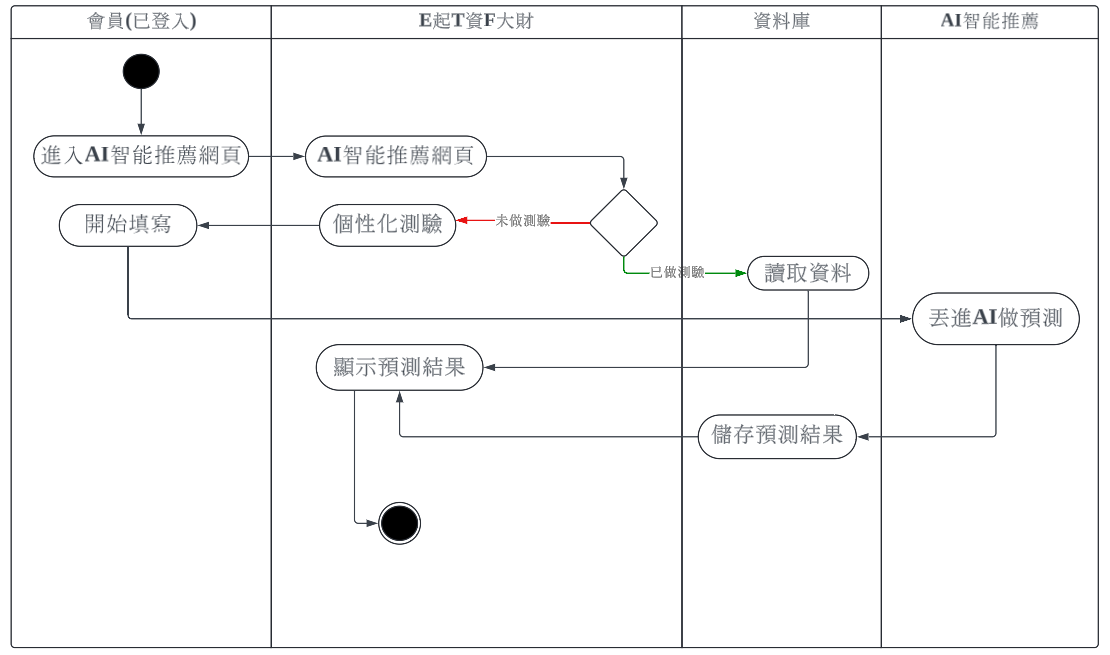 會員(已登入)
E起T資F大財
資料庫
AI智能推薦
進入AI智能推薦網頁
AI智能推薦網頁
開始填寫
個性化測驗
未做測驗
已做測驗
讀取資料
丟進AI做預測
顯示預測結果
儲存預測結果